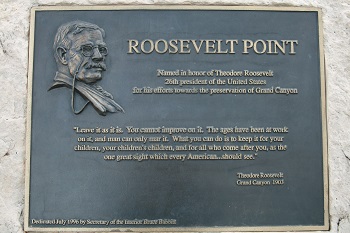 ROOSEVELT POINT
Named in honor of Theodore Roosevelt
26th president of the United States
for his efforts towards the preservation of Grand Canyon
"Leave it as it is. You cannot improve on it. The ages have been at work
on it, and man can only mar it. What you can do is to keep it for your
children, your children's children, and for all who come after you, as the
one great sight which every American...should see."
Theodore Roosevelt
Grand Canyon 1903
Dedicated July 1996 by Secretary of the Interior Bruce Babbitt